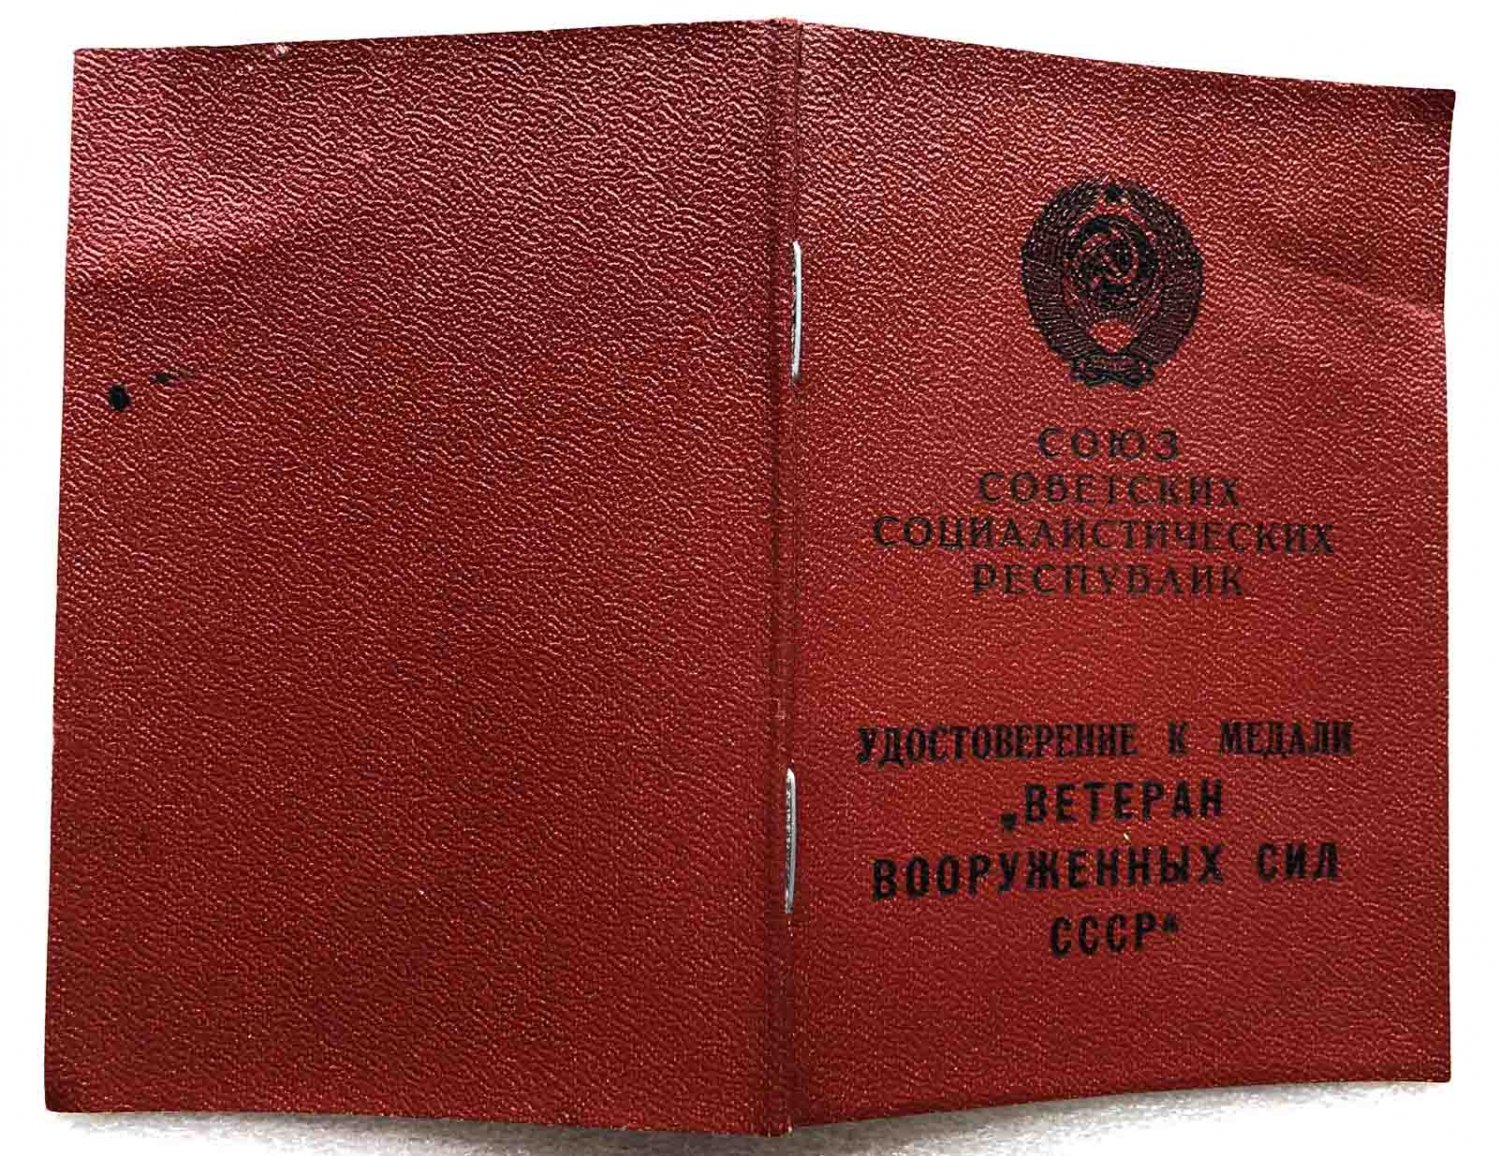 СОЮЗ
СОВЕТСКИХ
СОЦИАЛИСТИЧЕСКИХ
РЕСПУБЛИК
УДОСТОВЕРЕНИЕ К МЕДАЛИ
„ВЕТЕРАН
ВООРУЖЕННЫХ СИЛ
СССР“